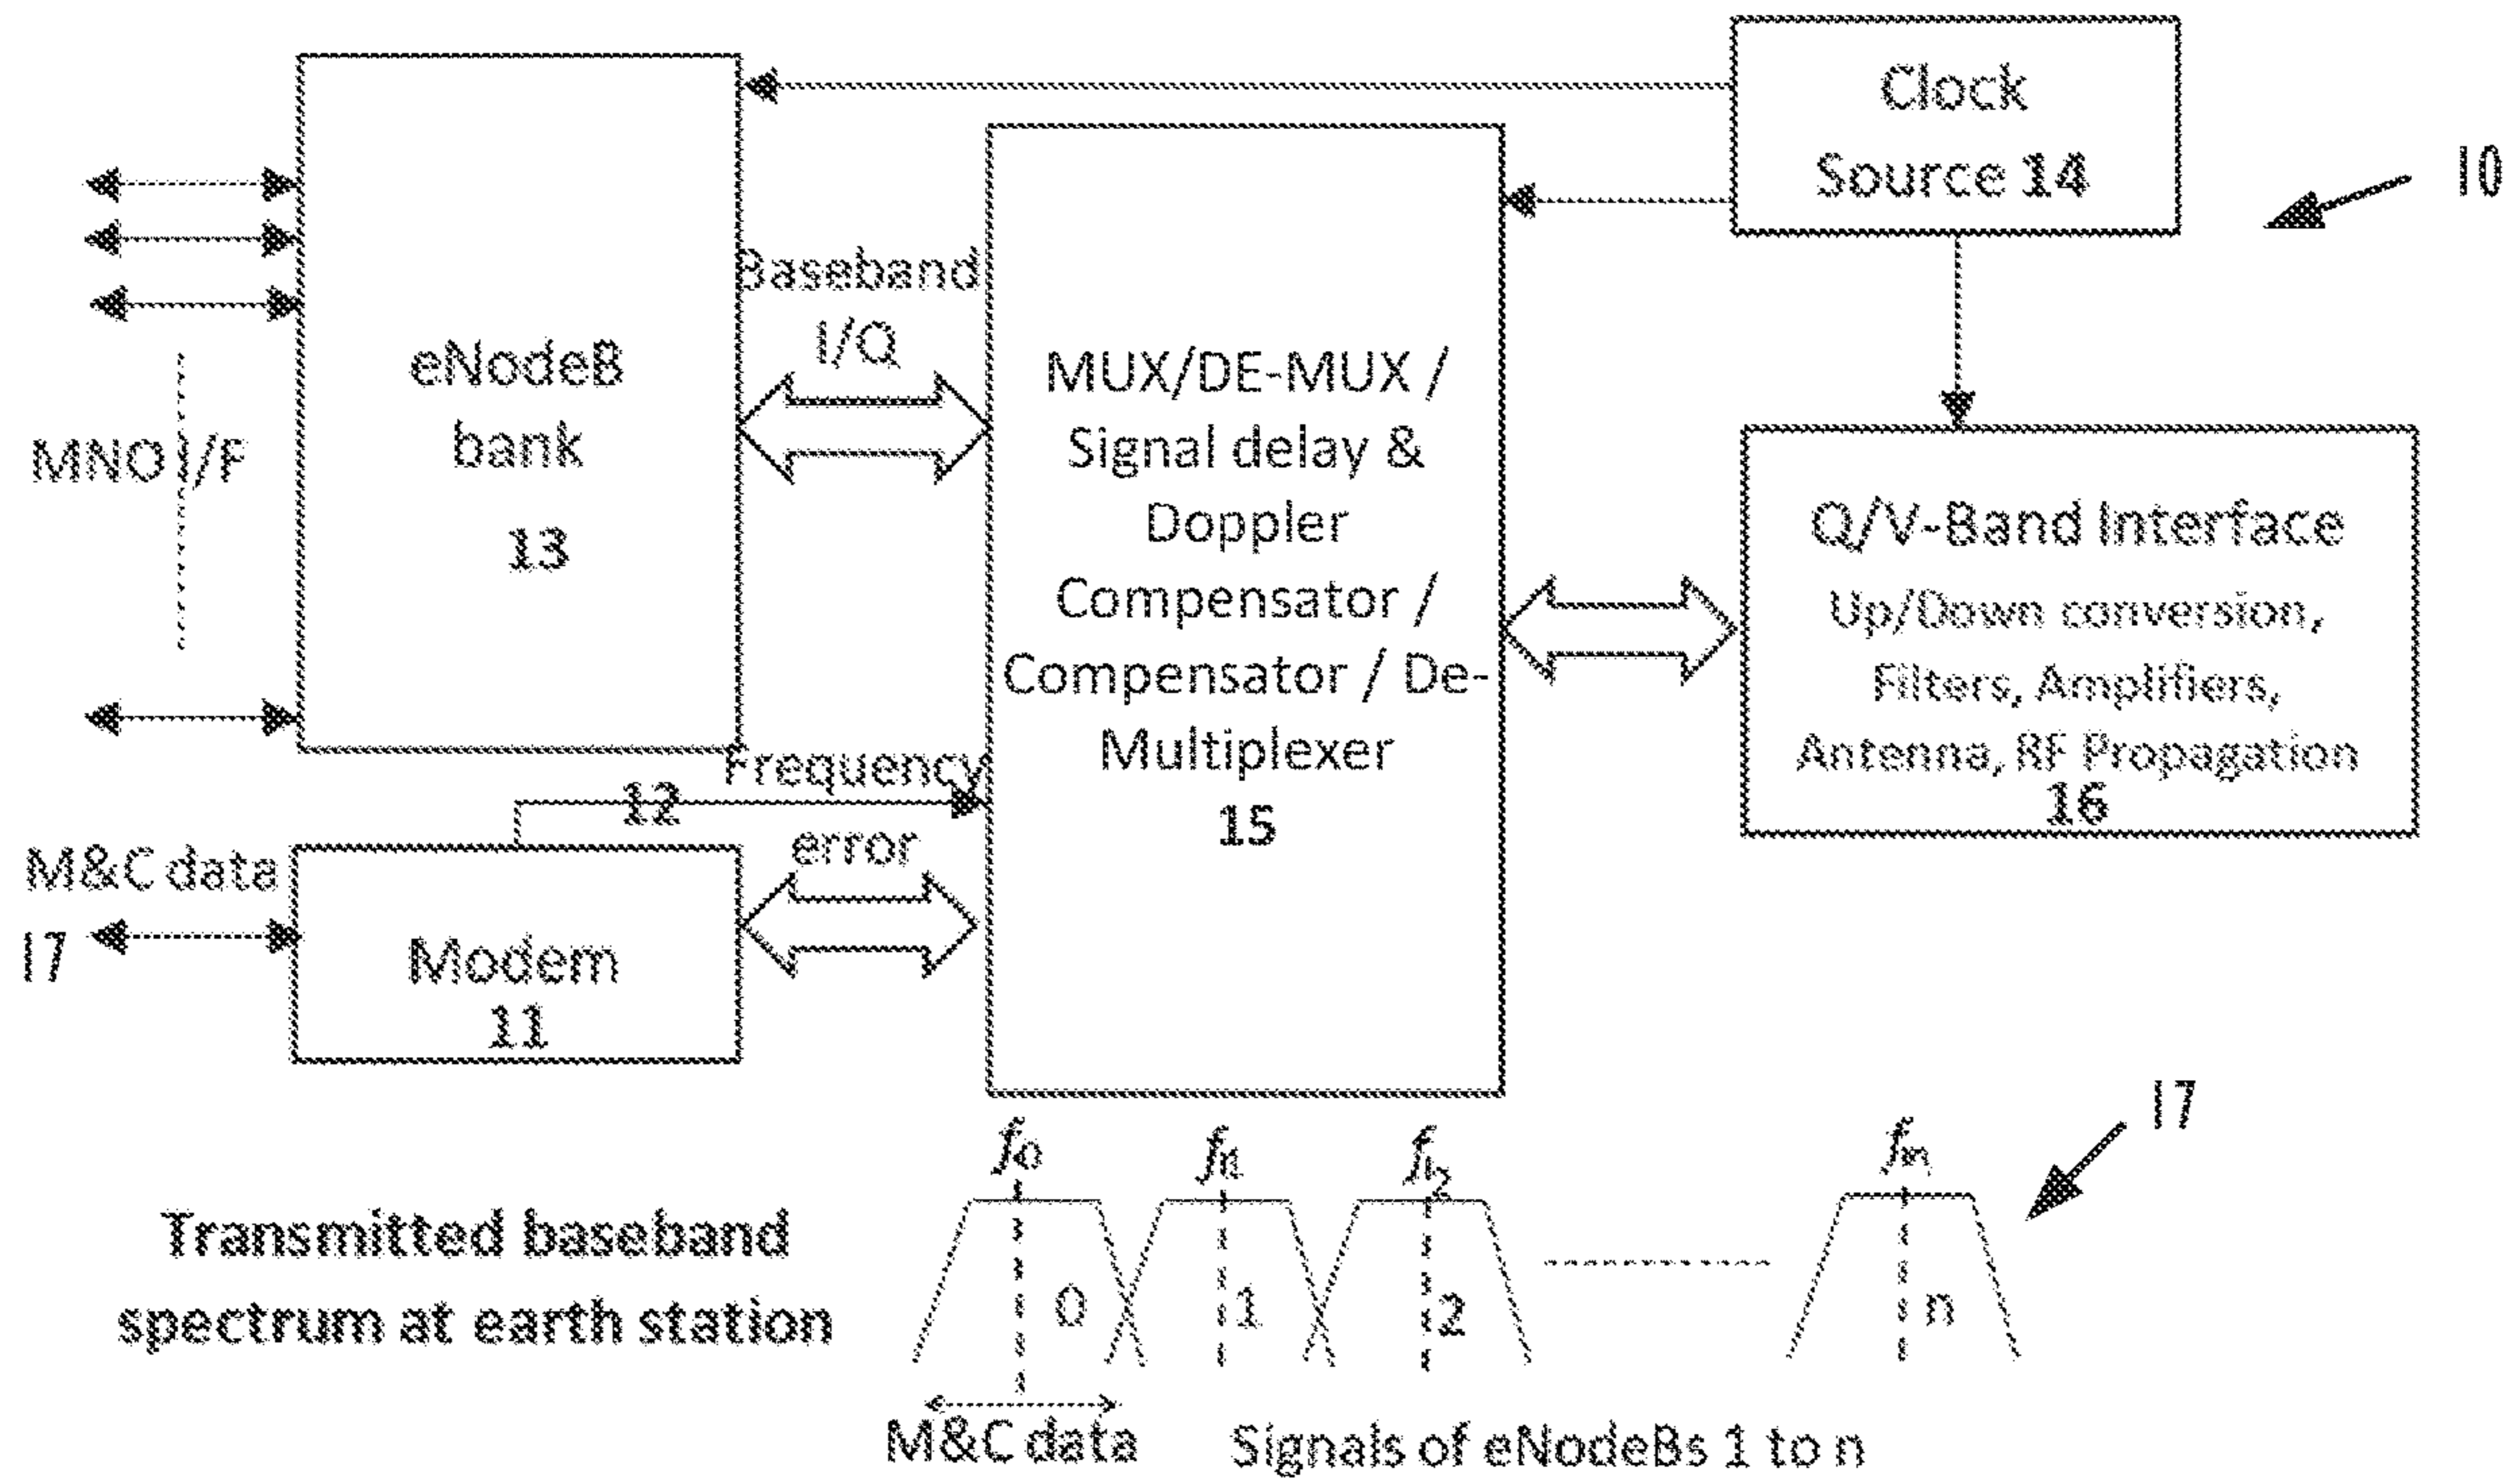 Clock
Source 14
10
Baseband
I/Q
eNodeB
bank
13
MNO I/F
MUX/DE-MUX /
Signal delay &
Doppler
Compensator /
Compensator / De-
Multiplexer
15
Q/V-Band Interface
Up/Down conversion,
Filters, Amplifiers,
Antenna, RF Propagation
16
Frequency
12
error
M&C data
17
Modem
11
17
f0 f1 f2 fn
Transmitted baseband
spectrum at earth station
0 1 2 n
M&C data
Signals of eNodeBs 1 to n